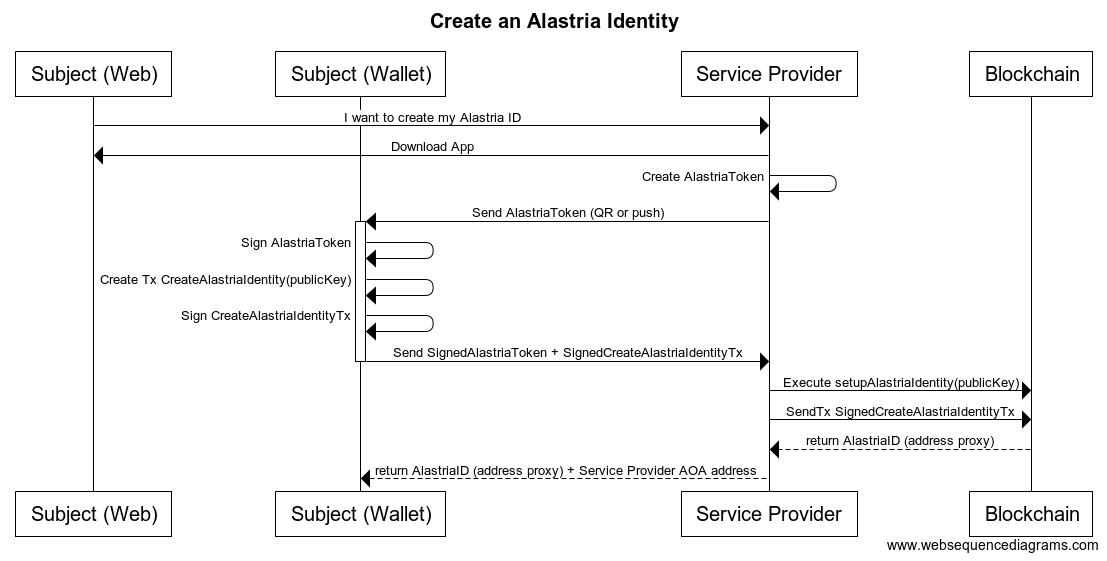 Create an Alastria Identity
Subject (Web)
Subject (Wallet)
Service Provider
Blockchain
I want to create my Alastria ID
Download App
Create AlastriaToken
Send AlastriaToken (QR or push)
Sign AlastriaToken
Create Tx CreateAlastriaIdentity(publicKey)
Sign CreateAlastriaIdentityTx
Send SignedAlastriaToken + SignedCreateAlastriaIdentityTx
Execute setupAlastriaIdentity(publicKey)
SendTx SignedCreateAlastriaIdentityTx
return AlastriaID (address proxy)
return AlastriaID (address proxy) + Service Provider AOA address
Subject (Web)
Subject (Wallet)
Service Provider
Blockchain
www.websequencediagrams.com